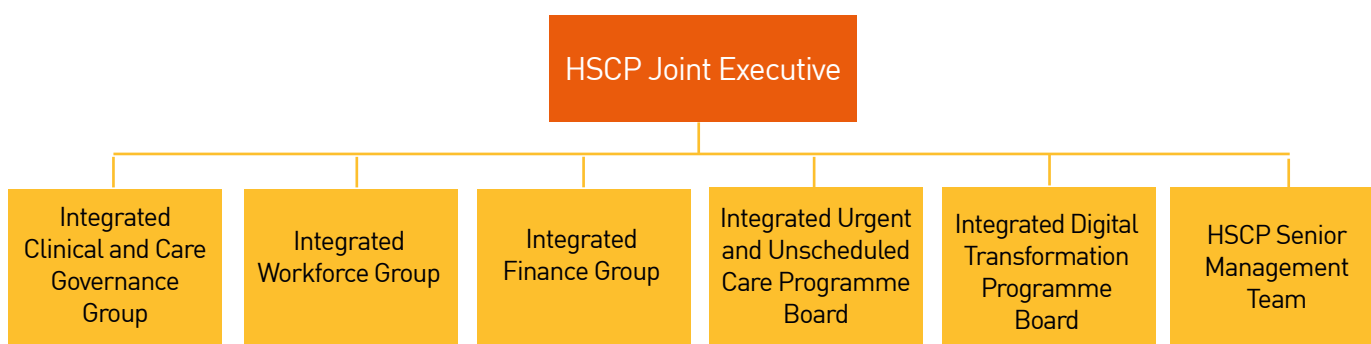 HSCP Joint Executive
Integrated
Clinical and Care
Governance
Group
Integrated
Workforce Group
Integrated
Finance Group
Integrated Urgent
and Unscheduled
Care Programme
Board
Integrated Digital
Transformation
Programme
Board
HSCP Senior
Management
Team